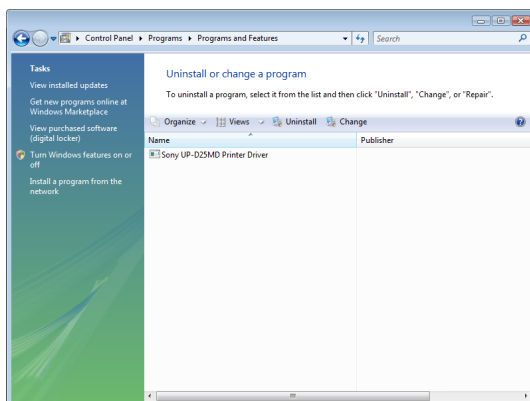 Control Panel ▸ Programs ▸ Programs and Features
Search
Tasks
View installed updates
Get new programs online at
Windows Marketplace
View purchased software
(digital locker)
Turn Windows features on or
off
Install a program from the
network
Uninstall or change a program
To uninstall a program, select it from the list and then click "Uninstall", "Change", or "Repair".
Organize Views Uninstall Change
Name Publisher
Sony UP-D25MD Printer Driver